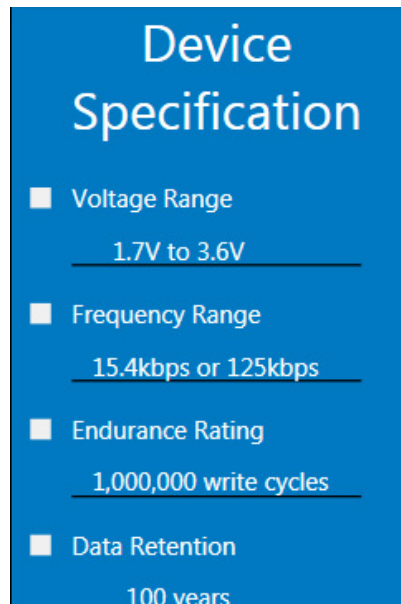 Device
Specification
Voltage Range
1.7V to 3.6V
Frequency Range
15.4kbps or 125kbps
Endurance Rating
1,000,000 write cycles
Data Retention
100 years